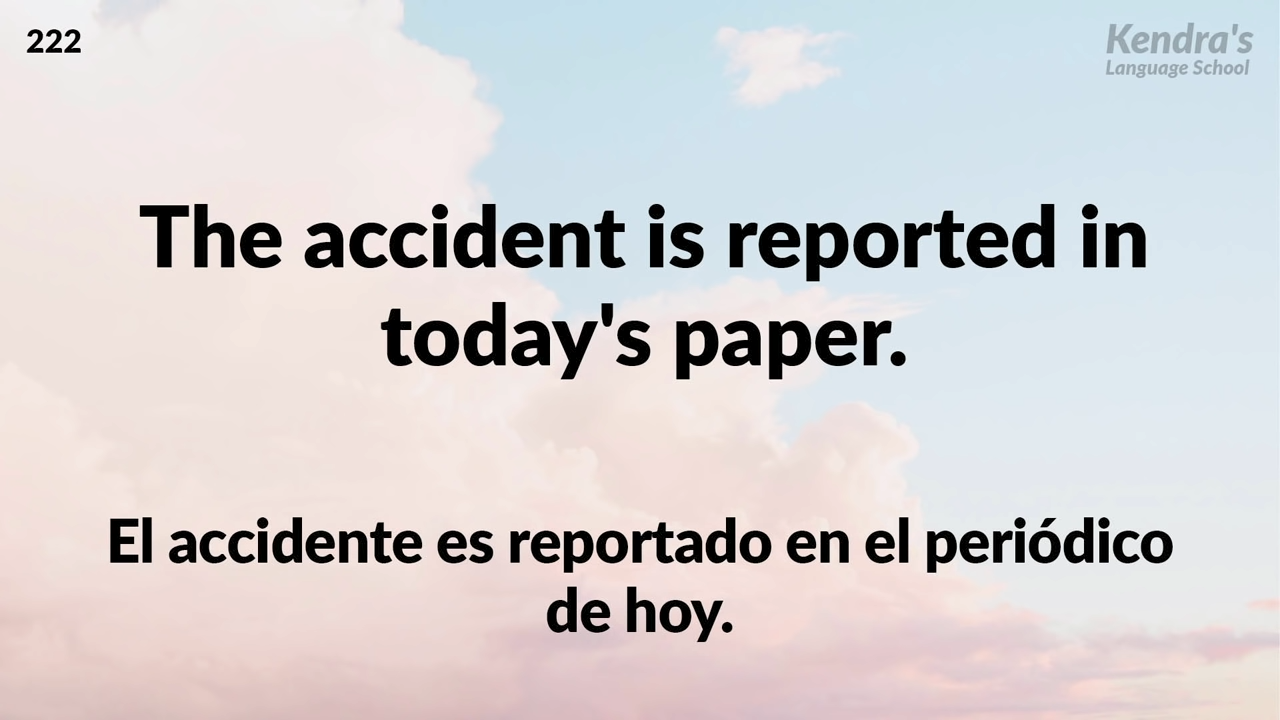 222
Kendra's
Language School
The accident is reported in
today's paper.
El accidente es reportado en el periódico
de hoy.